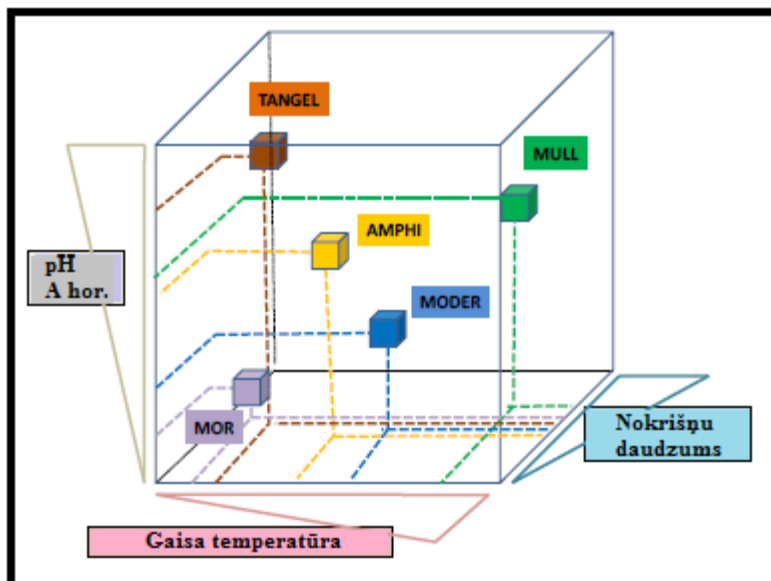 TANGEL
MULL
AMPHI
pH
A hor.
MODER
MOR
Nokrišņu
daudzums
Gaisa temperatūra